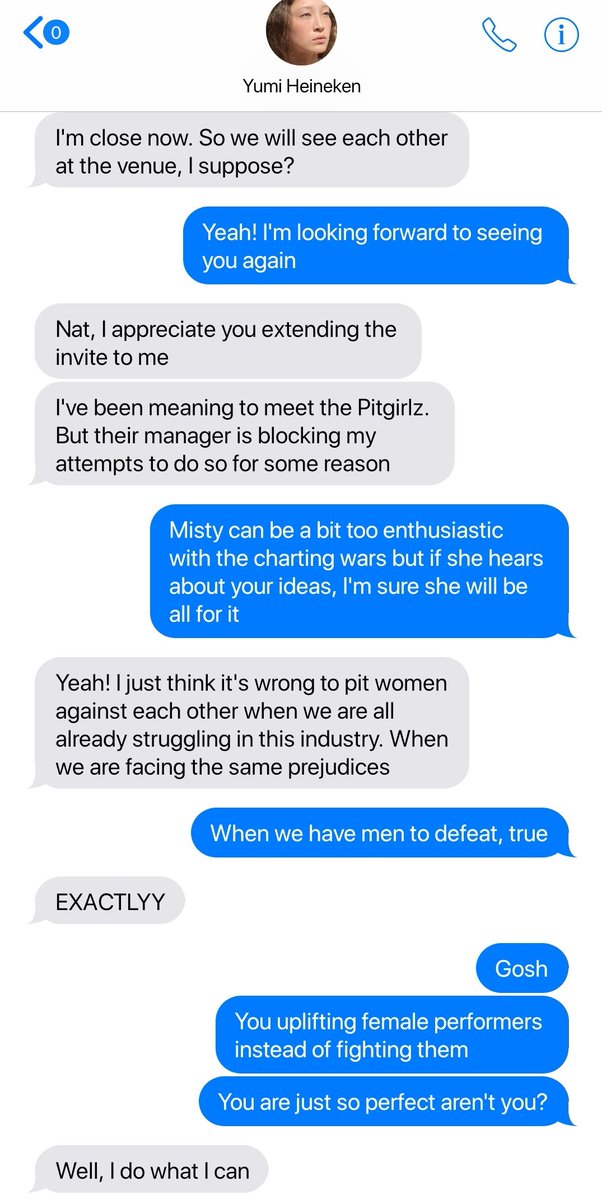 0
Yumi Heineken
I'm close now. So we will see each other
at the venue, I suppose?
Yeah! I'm looking forward to seeing
you again
Nat, I appreciate you extending the
invite to me
I've been meaning to meet the Pitgirlz.
But their manager is blocking my
attempts to do so for some reason
Misty can be a bit too enthusiastic
with the charting wars but if she hears
about your ideas, I'm sure she will be
all for it
Yeah! I just think it's wrong to pit women
against each other when we are all
already struggling in this industry. When
we are facing the same prejudices
When we have men to defeat, true
EXACTLYY
Gosh
You uplifting female performers
instead of fighting them
You are just so perfect aren't you?
Well, I do what I can